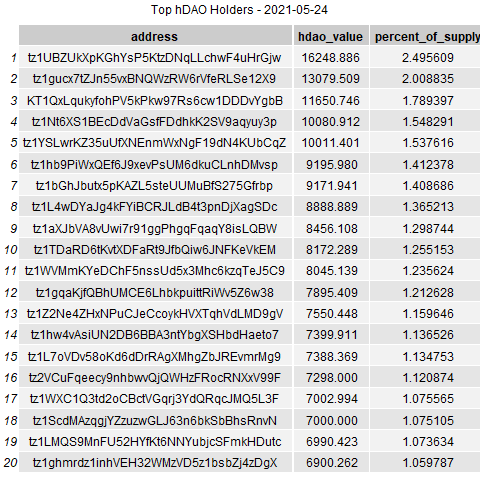 Top hDAO Holders - 2021-05-24
address hdao_value percent_of_supply
1 tz1UBZUkXpKGhYsP5KtzDNqLLchwF4uHrGjw 16248.886 2.495609
2 tz1gucx7tZJn55vxBNQWzRW6rVfeRLSe12X9 13079.509 2.008835
3 KT1QxLqukyfohPV5kPkw97Rs6cw1DDDvYgbB 11650.746 1.789397
4 tz1Nt6XS1BEcDdVaGsfFDdhkK2SV9aqyuy3p 10080.912 1.548291
5 tz1YSLwrKZ35uUfXNEnmWxNgF19dN4KUbCqZ 10011.401 1.537616
6 tz1hb9PiWxQEf6J9xevPsUM6dkuCLnhDMvsp 9195.980 1.412378
7 tz1bGhJbutx5pKAZL5steUUMuBfS275Gfrbp 9171.941 1.408686
8 tz1L4wDYaJg4kFYiBCRJLdB4t3pnDjXagSDc 8888.889 1.365213
9 tz1aXJbVA8vUwi7r91ggPhgqFqaqY8isLQBW 8456.108 1.298744
10 tz1TDaRD6tKvtXDFaRt9JfbQiw6JNFKeVkEM 8172.289 1.255153
11 tz1WVMmKYeDChF5nssUd5x3Mhc6kzqTeJ5C9 8045.139 1.235624
12 tz1gqaKjfQBhUMCE6LhbkpuittRiWv5Z6w38 7895.409 1.212628
13 tz1Z2Ne4ZHxNPuCJeCcoykHVXTqhVdLMD9gV 7550.448 1.159646
14 tz1hw4vAsiUN2DB6BBA3ntYbgXSHbdHaeto7 7399.911 1.136526
15 tz1L7oVDv58oKd6dDrRAgXMhgZbJREvmrMg9 7388.369 1.134753
16 tz2VCuFqeecy9nhbwvQjQWHzFRocRNXxV99F 7298.000 1.120874
17 tz1WXC1Q3td2oCBctVGqrj3YdQRqcJMQ5L3F 7002.994 1.075565
18 tz1ScdMAzqgjYZzuzwGLJ63n6bkSbBhsRnvN 7000.000 1.075105
19 tz1LMQS9MnFU52HYfKt6NNYubjcSFmkHDutc 6990.423 1.073634
20 tz1ghmrdz1inhVEH32WMzVD5z1bsbZj4zDgX 6900.262 1.059787